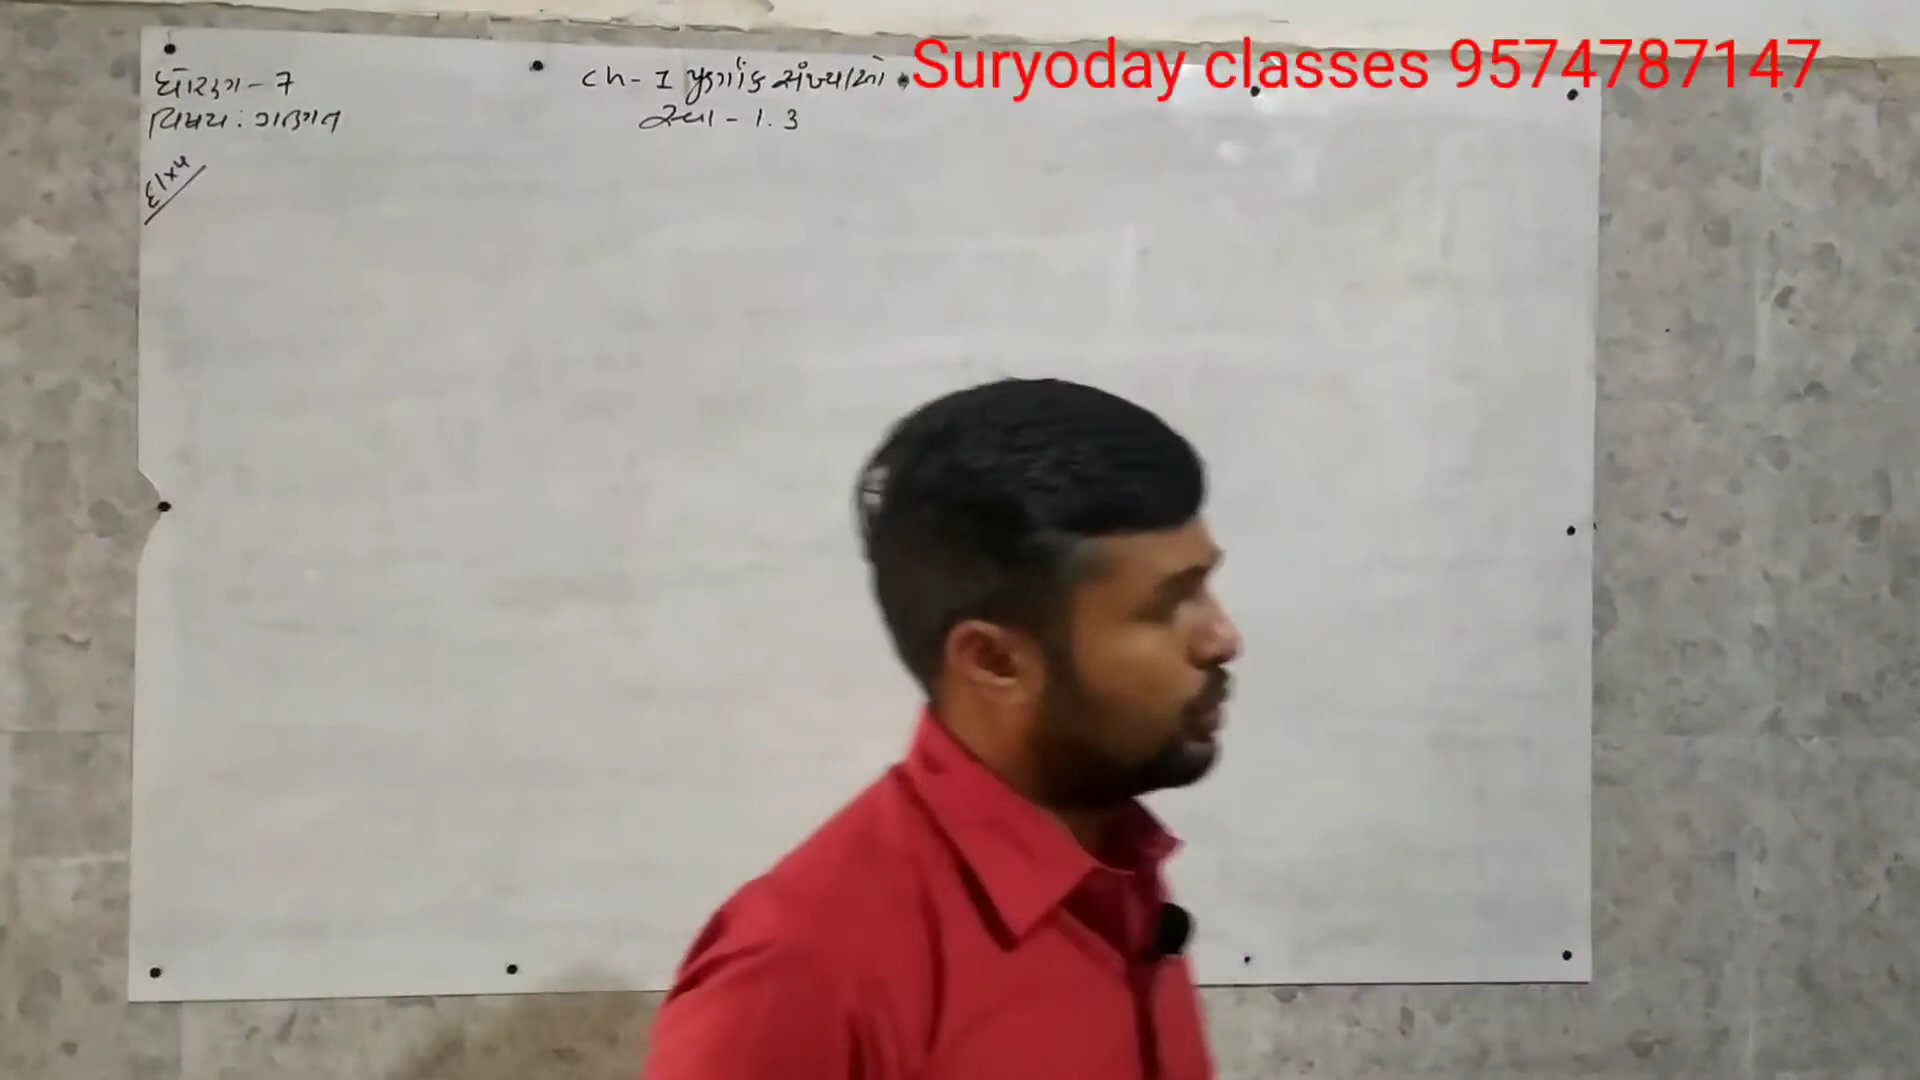 ધોરણ - 7
Ch - 1 પૂર્ણાંક સંખ્યાઓ
Suryoday classes 9574787147
વિષય : ગણિત
સ્વા - 1.3